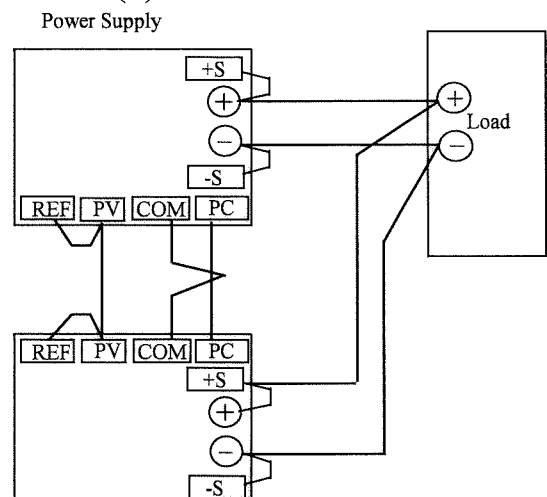 Power Supply
+S
+
−
-S
REF PV COM PC
+
Load
−
REF PV COM PC
+S
+
−
-S